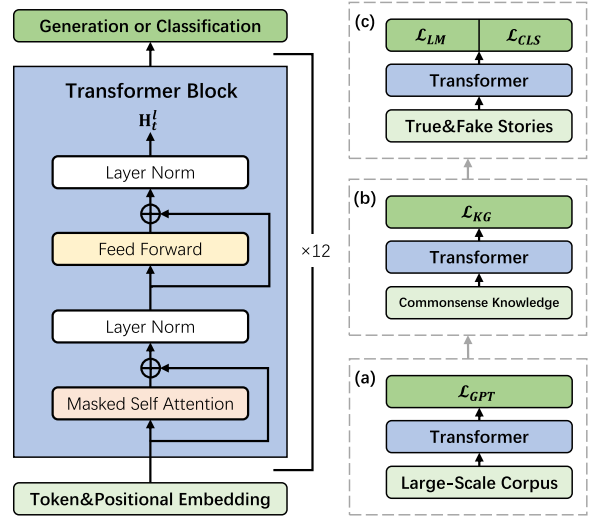 Generation or Classification
Transformer Block
H_t^l
Layer Norm
Feed Forward
Layer Norm
Masked Self Attention
Token&Positional Embedding
×12
(c)
ℒ_LM
ℒ_CLS
Transformer
True&Fake Stories
(b)
ℒ_KG
Transformer
Commonsense Knowledge
(a)
ℒ_GPT
Transformer
Large-Scale Corpus